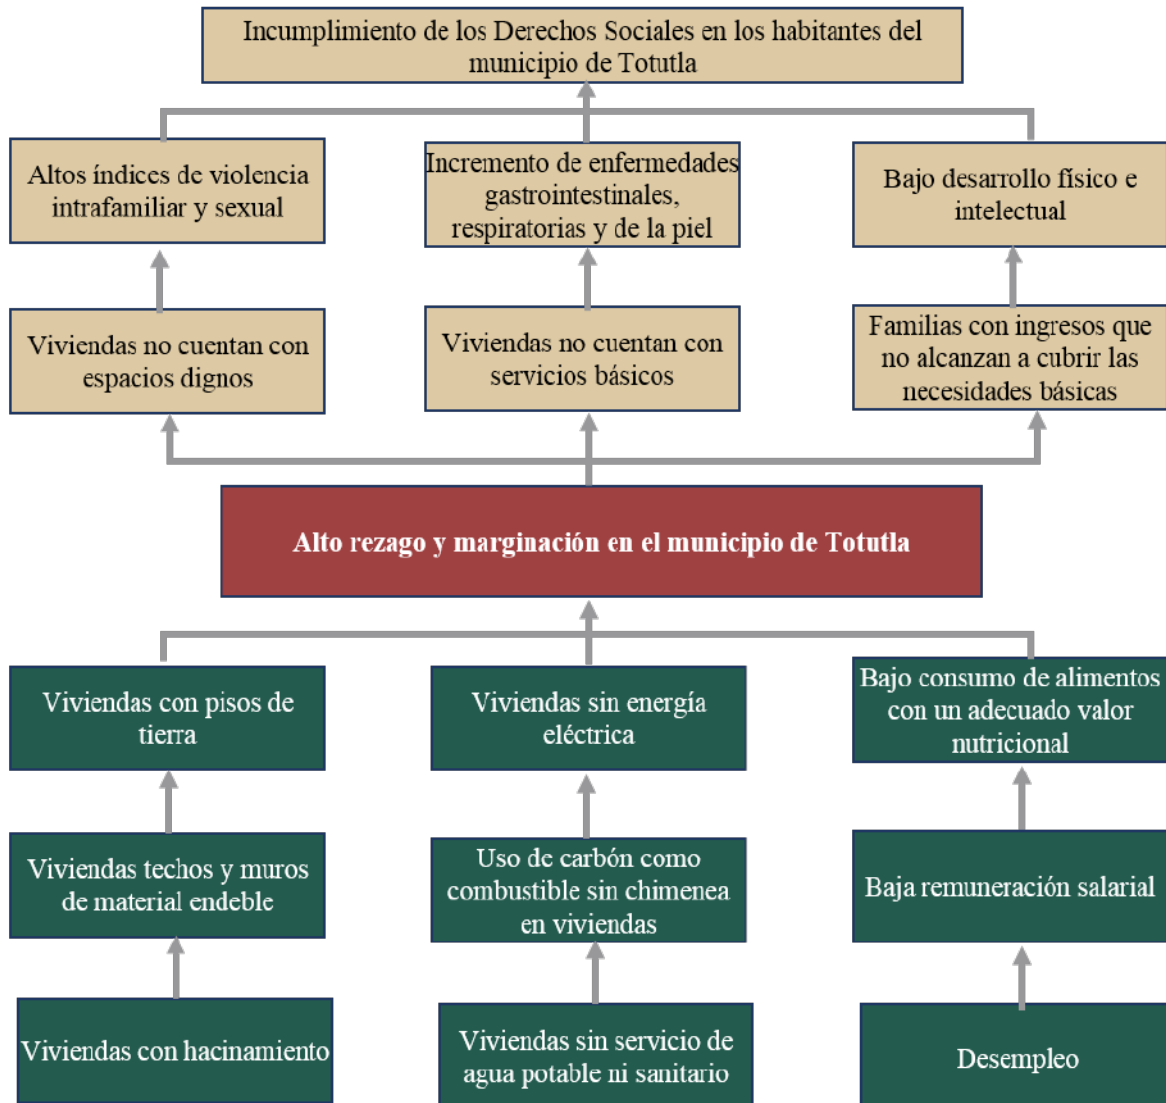 Incumplimiento de los Derechos Sociales en los habitantes del
municipio de Totutla
Altos índices de violencia
intrafamiliar y sexual
Incremento de enfermedades
gastrointestinales,
respiratorias y de la piel
Bajo desarrollo físico e
intelectual
Viviendas no cuentan con
espacios dignos
Viviendas no cuentan con
servicios básicos
Familias con ingresos que
no alcanzan a cubrir las
necesidades básicas
Alto rezago y marginación en el municipio de Totutla
Viviendas con pisos de
tierra
Viviendas sin energía
eléctrica
Bajo consumo de alimentos
con un adecuado valor
nutricional
Viviendas techos y muros
de material endeble
Uso de carbón como
combustible sin chimenea
en viviendas
Baja remuneración salarial
Viviendas con hacinamiento
Viviendas sin servicio de
agua potable ni sanitario
Desempleo